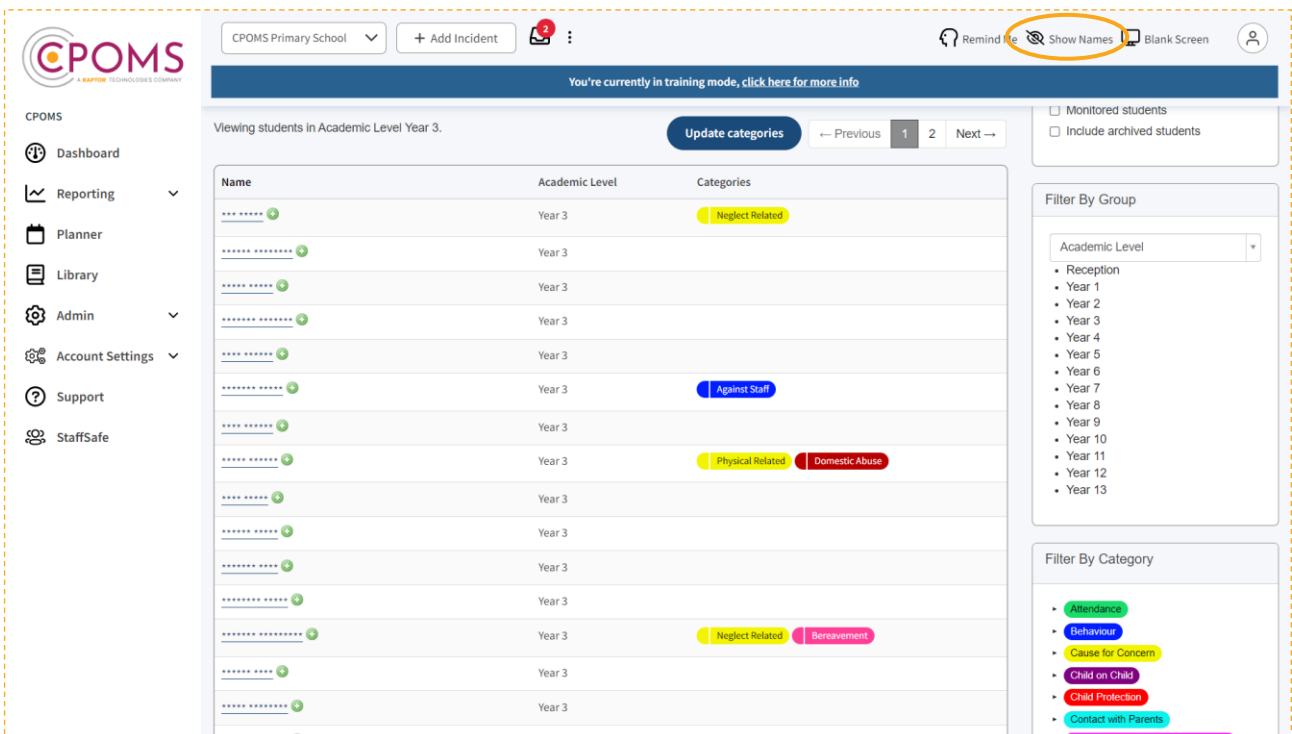 CPOMS
A RAPTOR TECHNOLOGIES COMPANY
CPOMS Primary School
+ Add Incident
2
Remind Me
Show Names
Blank Screen
You're currently in training mode, click here for more info
CPOMS
Dashboard
Reporting
Planner
Library
Admin
Account Settings
Support
StaffSafe
Viewing students in Academic Level Year 3.
Update categories
← Previous 1 2 Next →
Name Academic Level Categories
*** ***** Year 3 Neglect Related
****** ******** Year 3
***** ***** Year 3
******* ******* Year 3
**** ****** Year 3
******* ***** Year 3 Against Staff
**** ****** Year 3
***** ****** Year 3 Physical Related Domestic Abuse
**** ***** Year 3
****** ***** Year 3
******* **** Year 3
******** ***** Year 3
******* ********* Year 3 Neglect Related Bereavement
****** **** Year 3
***** ******** Year 3
Monitored students
Include archived students
Filter By Group
Academic Level
• Reception
• Year 1
• Year 2
• Year 3
• Year 4
• Year 5
• Year 6
• Year 7
• Year 8
• Year 9
• Year 10
• Year 11
• Year 12
• Year 13
Filter By Category
Attendance
Behaviour
Cause for Concern
Child on Child
Child Protection
Contact with Parents